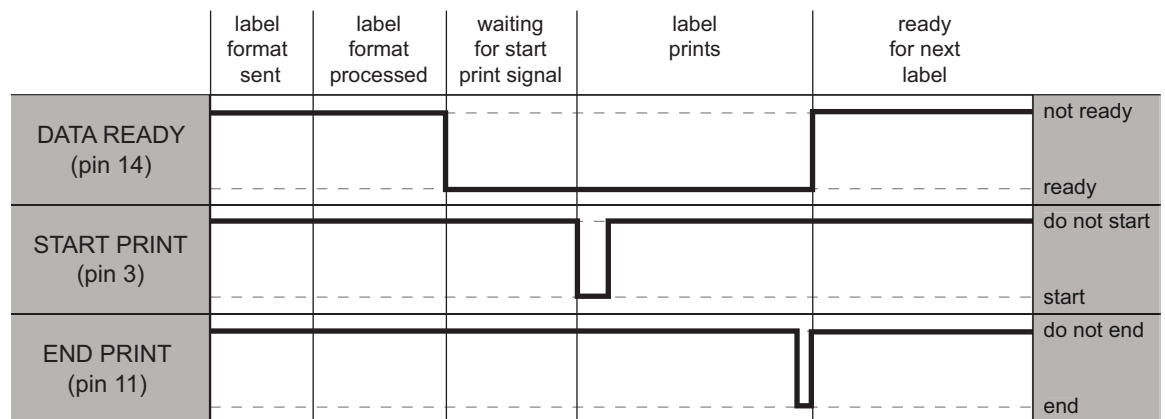 label
format
sent
label
format
processed
waiting
for start
print signal
label
prints
ready
for next
label
DATA READY
(pin 14)
not ready
ready
START PRINT
(pin 3)
do not start
start
END PRINT
(pin 11)
do not end
end